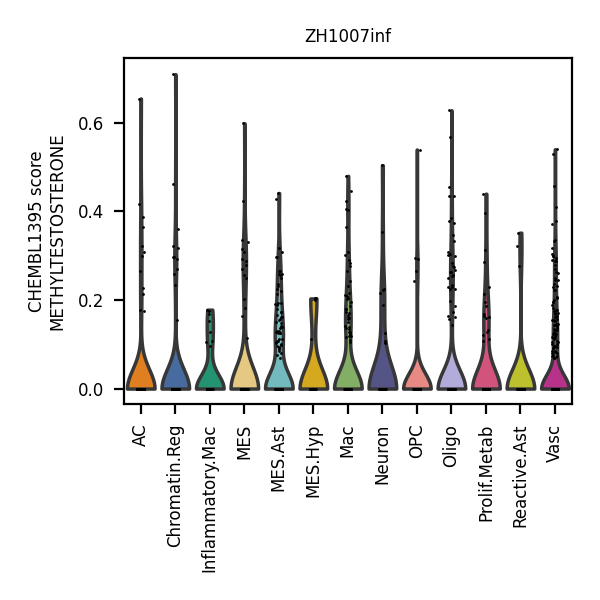 ZH1007inf
CHEMBL1395 score
METHYLTESTOSTERONE
0.6
0.4
0.2
0.0
AC
Chromatin.Reg
Inflammatory.Mac
MES
MES.Ast
MES.Hyp
Mac
Neuron
OPC
Oligo
Prolif.Metab
Reactive.Ast
Vasc